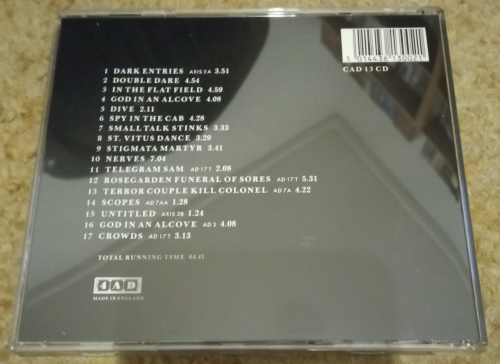 5 014436 130021
CAD 13 CD
1 DARK ENTRIES AXIS 3A 3.51
2 DOUBLE DARE 4.54
3 IN THE FLAT FIELD 4.59
4 GOD IN AN ALCOVE 4.08
5 DIVE 2.11
6 SPY IN THE CAB 4.28
7 SMALL TALK STINKS 3.33
8 ST. VITUS DANCE 3.29
9 STIGMATA MARTYR 3.41
10 NERVES 7.04
11 TELEGRAM SAM AD 17 T 2.08
12 ROSEGARDEN FUNERAL OF SORES AD 17 T 5.31
13 TERROR COUPLE KILL COLONEL AD 7A 4.22
14 SCOPES AD 7AA 1.28
15 UNTITLED AXIS 3B 1.24
16 GOD IN AN ALCOVE AD 3 4.08
17 CROWDS AD 17 T 3.13
TOTAL RUNNING TIME 64.41
4AD
MADE IN ENGLAND